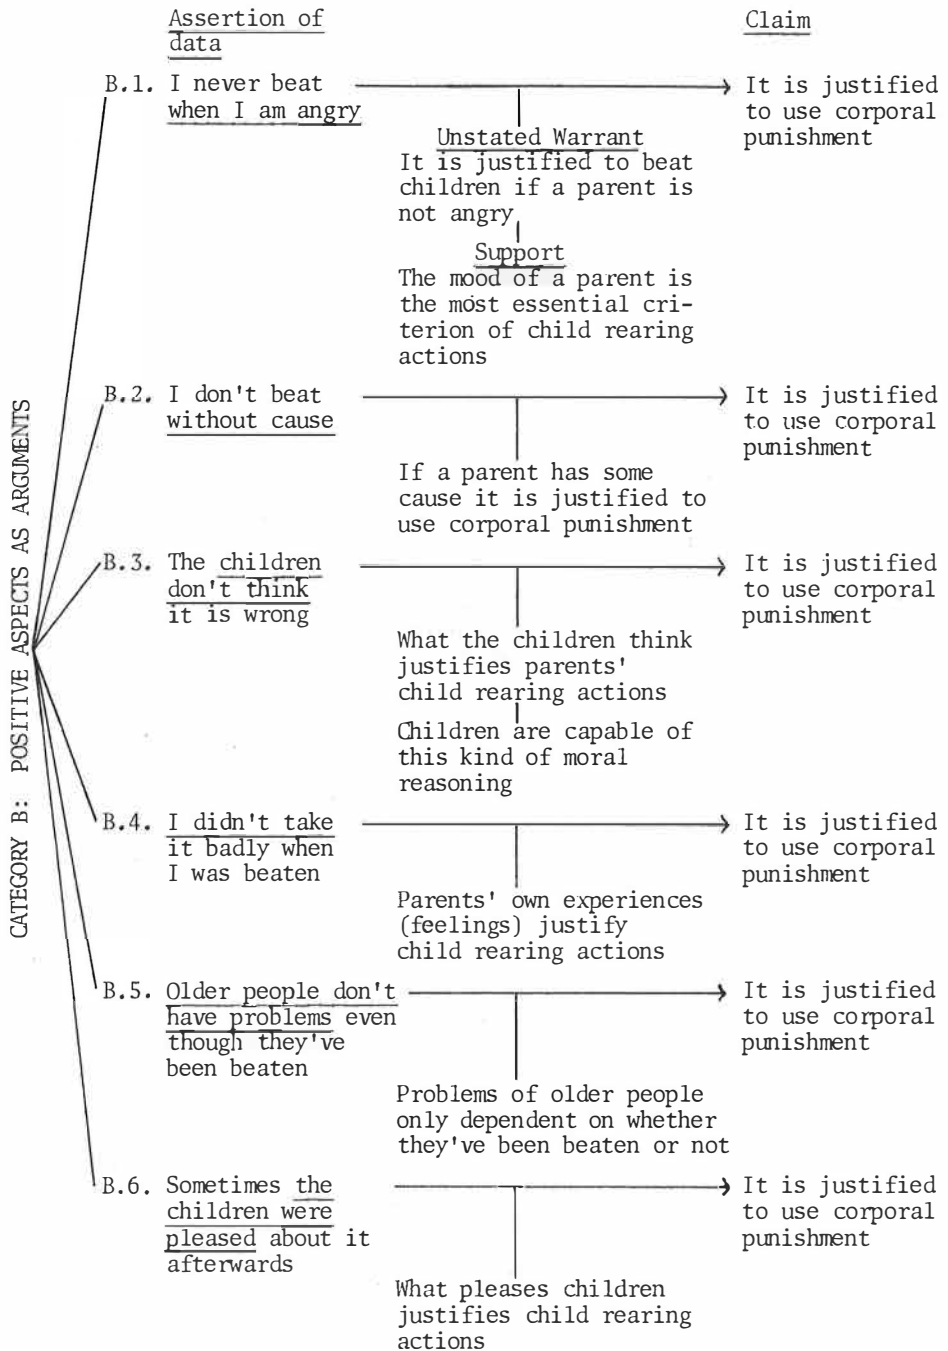 Assertion of
data
Claim
B.1. I never beat
when I am angry
It is justified
to use corporal
punishment
Unstated Warrant
It is justified to beat
children if a parent is
not angry
Support
The mood of a parent is
the most essential cri-
terion of child rearing
actions
CATEGORY B: POSITIVE ASPECTS AS ARGUMENTS
B.2. I don't beat
without cause
It is justified
to use corporal
punishment
If a parent has some
cause it is justified to
use corporal punishment
B.3. The children
don't think
it is wrong
It is justified
to use corporal
punishment
What the children think
justifies parents'
child rearing actions
Children are capable of
this kind of moral
reasoning
B.4. I didn't take
it badly when
I was beaten
It is justified
to use corporal
punishment
Parents' own experiences
(feelings) justify
child rearing actions
B.5. Older people don't
have problems even
though they've
been beaten
It is justified
to use corporal
punishment
Problems of older people
only dependent on whether
they've been beaten or not
B.6. Sometimes the
children were
pleased about it
afterwards
It is justified
to use corporal
punishment
What pleases children
justifies child rearing
actions